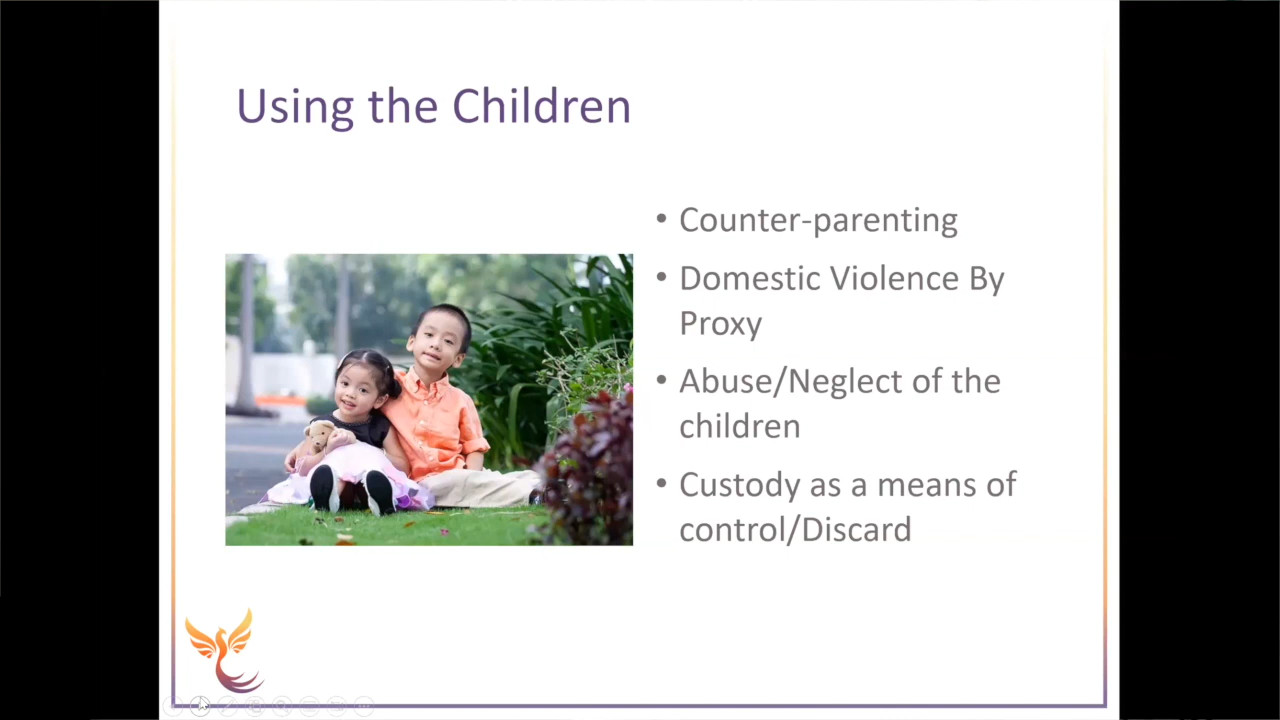 Using the Children
• Counter-parenting
• Domestic Violence By
Proxy
• Abuse/Neglect of the
children
• Custody as a means of
control/Discard